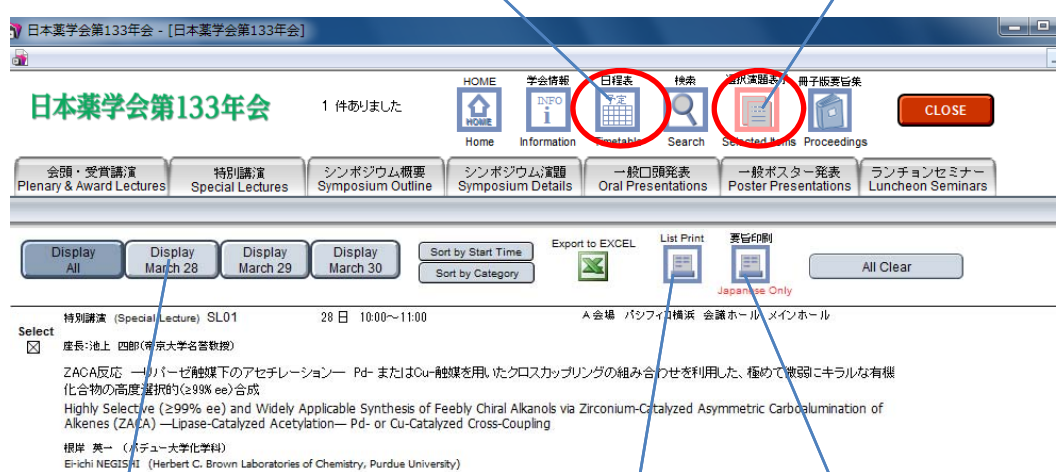 日本薬学会第133年会 - [日本薬学会第133年会]
日本薬学会第133年会
1 件ありました
HOME 学会情報 日程表 検索 選択演題表示 冊子版要旨集
HOME INFO i 予定
CLOSE
Home Information Timetable Search Selected Items Proceedings
会頭・受賞講演 特別講演 シンポジウム概要 シンポジウム演題 一般口頭発表 一般ポスター発表 ランチョンセミナー
Plenary & Award Lectures Special Lectures Symposium Outline Symposium Details Oral Presentations Poster Presentations Luncheon Seminars
Display All
Display March 28
Display March 29
Display March 30
Sort by Start Time
Sort by Category
Export to EXCEL
List Print
要旨印刷
Japanese Only
All Clear
特別講演 (Special Lecture) SL01 28 日 10:00～11:00 A 会場 パシフィコ横浜 会議ホール メインホール
Select
座長:池上 四郎(帝京大学名誉教授)
ZACA反応 ―リパーゼ触媒下のアセチレーション― Pd- またはCu-触媒を用いたクロスカップリングの組み合わせを利用した、極めて微弱にキラルな有機
化合物の高度選択的(≥99% ee)合成
Highly Selective (≥99% ee) and Widely Applicable Synthesis of Feebly Chiral Alkanols via Zirconium-Catalyzed Asymmetric Carboalumination of
Alkenes (ZACA) —Lipase-Catalyzed Acetylation— Pd- or Cu-Catalyzed Cross-Coupling
根岸 英一 (パデュー大学化学科)
Ei-ichi NEGISHI (Herbert C. Brown Laboratories of Chemistry, Purdue University)